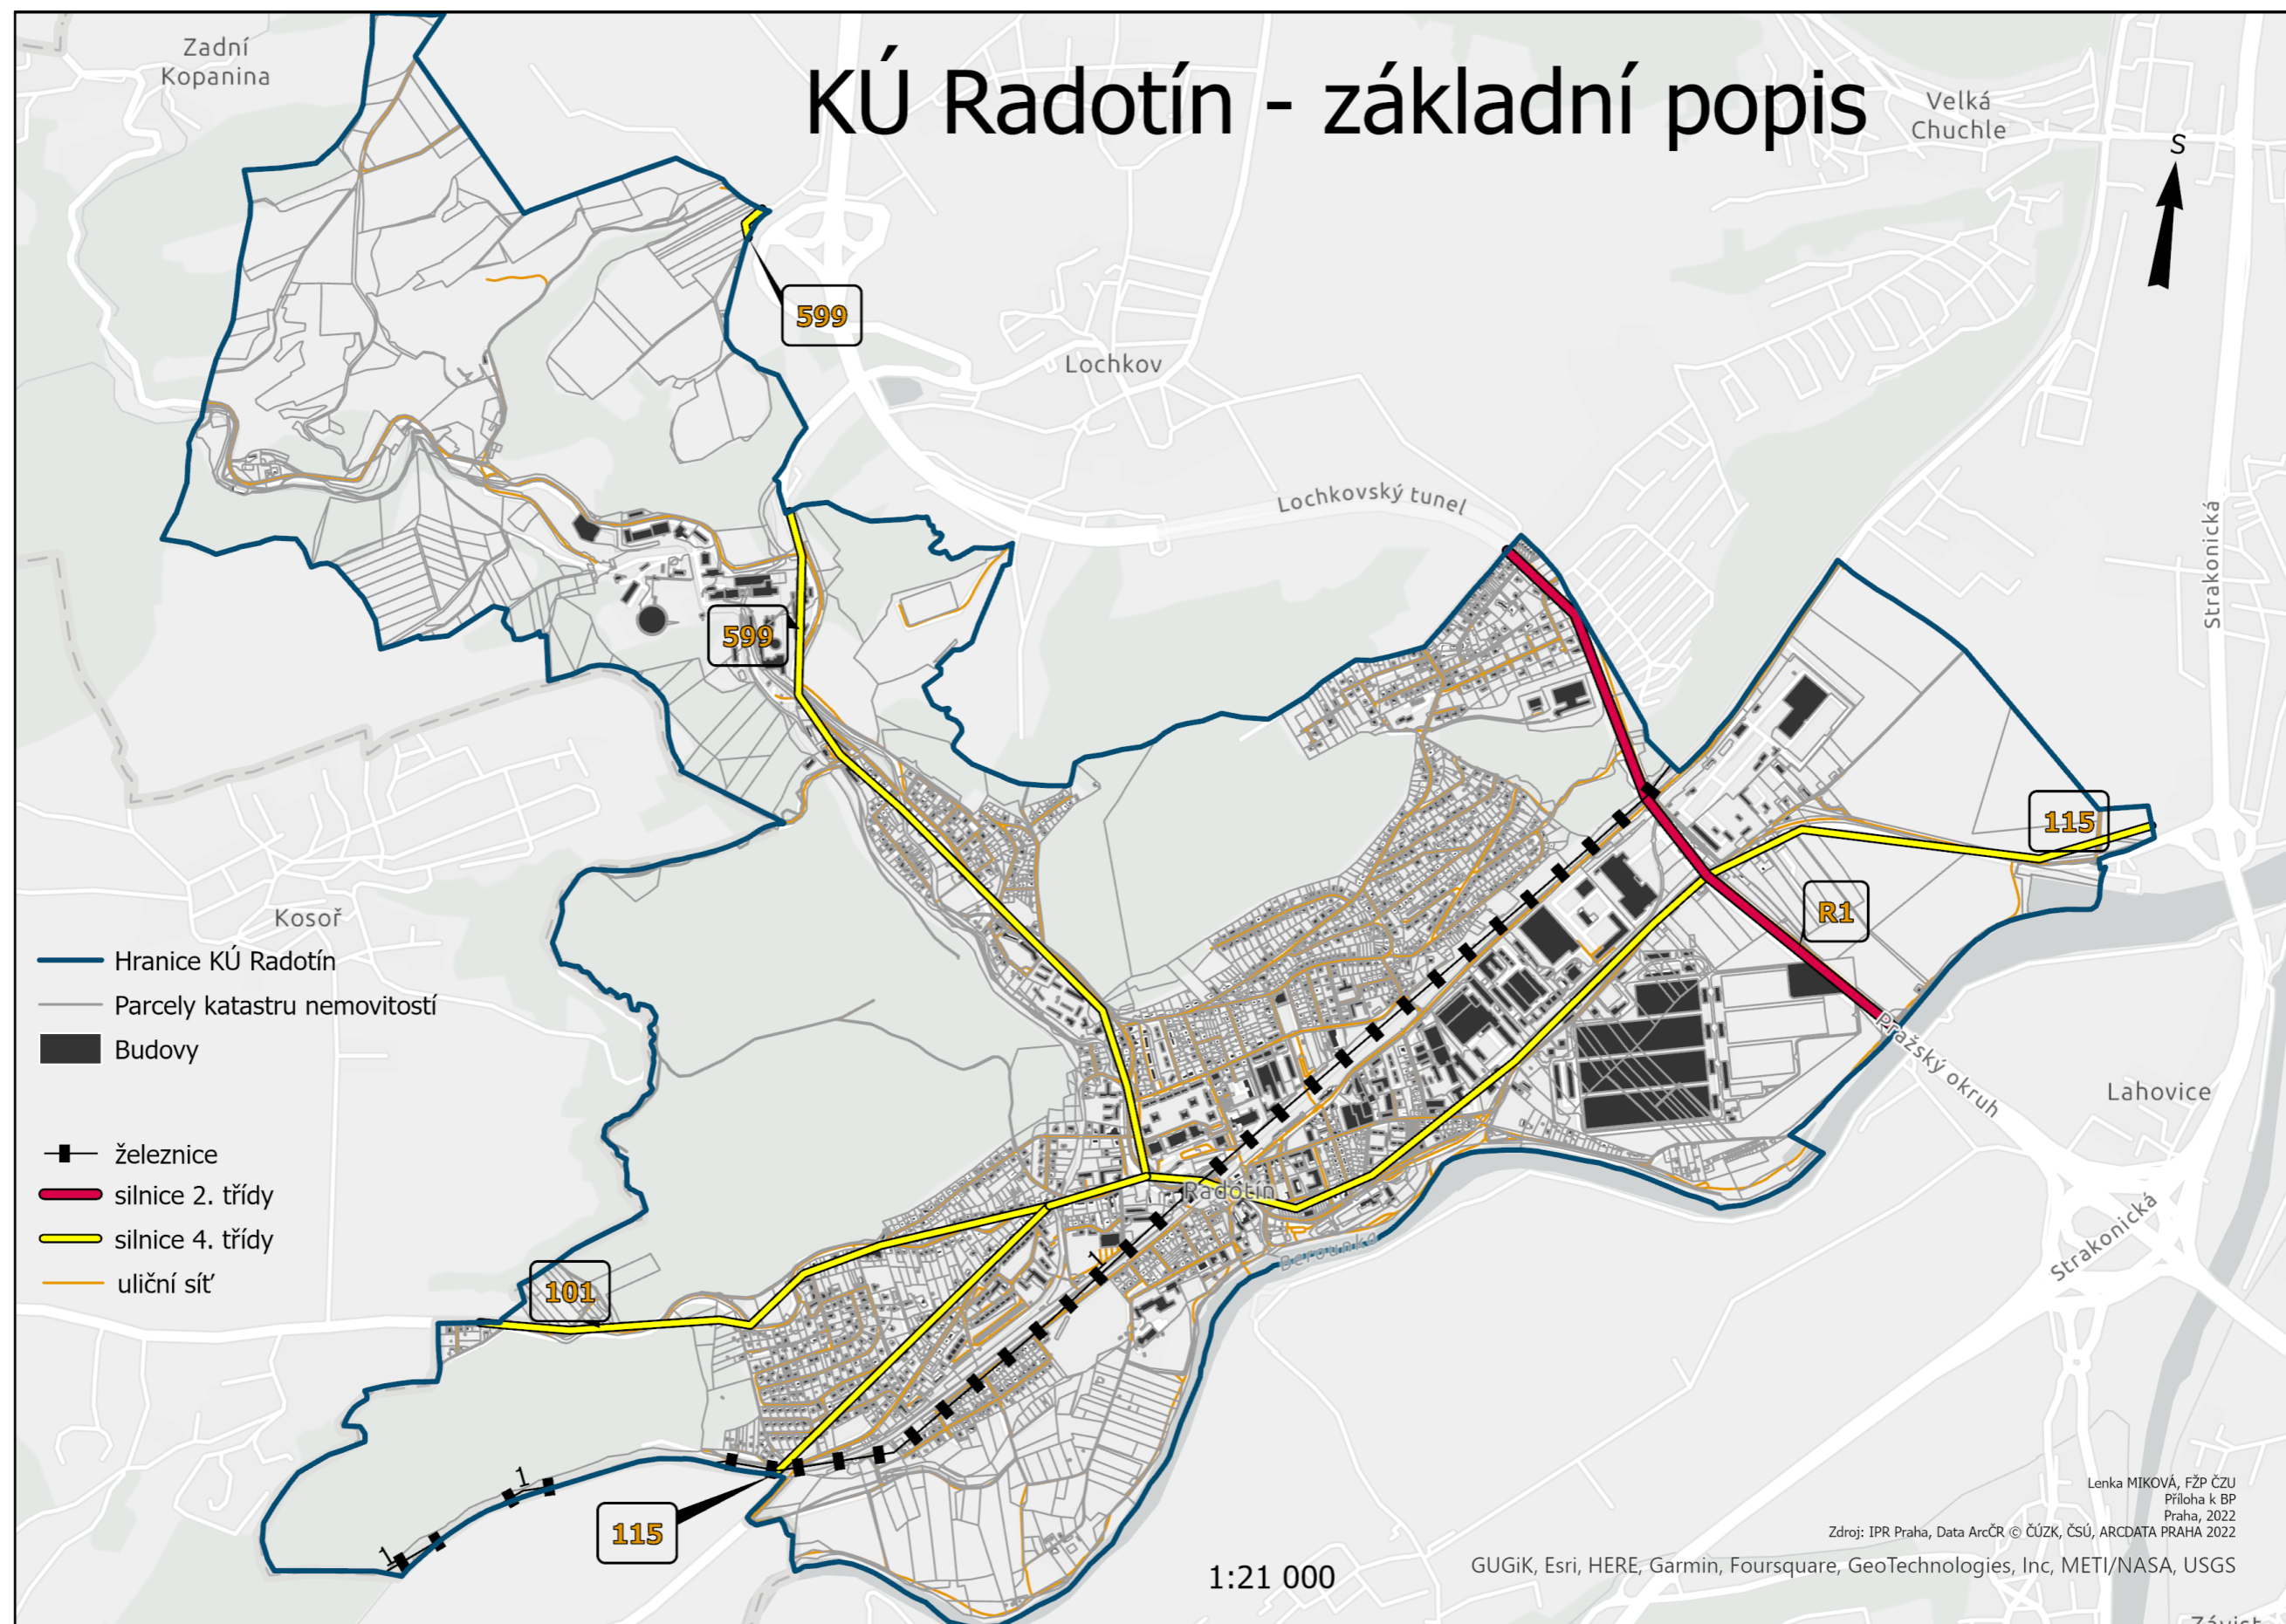 KÚ Radotín - základní popis
Zadní
Kopanina
Velká
Chuchle
S
599
Lochkov
Lochkovský tunel
Strakonická
599
115
R1
Kosoř
Hranice KÚ Radotín
Parcely katastru nemovitostí
Budovy
Pražský okruh
Lahovice
železnice
silnice 2. třídy
silnice 4. třídy
uliční síť
Radotín
Berounka
Strakonická
1
101
1
1
115
Lenka MIKOVÁ, FŽP ČZU
Příloha k BP
Praha, 2022
Zdroj: IPR Praha, Data ArcČR © ČÚZK, ČSÚ, ARCDATA PRAHA 2022
1:21 000
GUGiK, Esri, HERE, Garmin, Foursquare, GeoTechnologies, Inc, METI/NASA, USGS